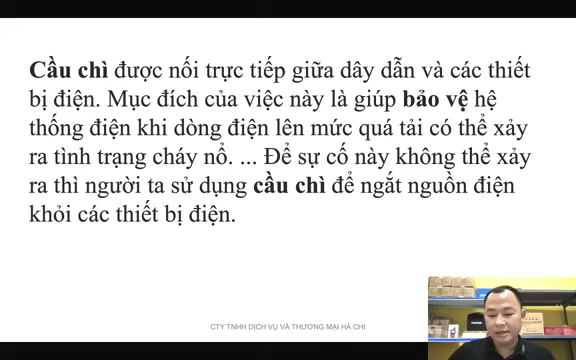 Cầu chì được nối trực tiếp giữa dây dẫn và các thiết
bị điện. Mục đích của việc này là giúp bảo vệ hệ
thống điện khi dòng điện lên mức quá tải có thể xảy
ra tình trạng cháy nổ. ... Để sự cố này không thể xảy
ra thì người ta sử dụng cầu chì để ngắt nguồn điện
khỏi các thiết bị điện.
CTY TNHH DỊCH VỤ VÀ THƯƠNG MẠI HÀ CHI